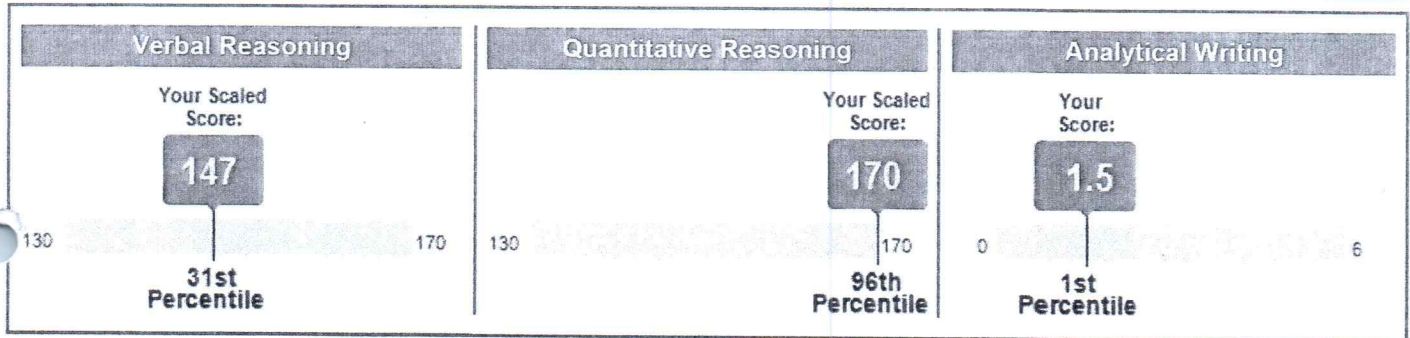 Verbal Reasoning
Your Scaled
Score:
147
130
170
31st
Percentile
Quantitative Reasoning
Your Scaled
Score:
170
130
170
96th
Percentile
Analytical Writing
Your
Score:
1.5
0
6
1st
Percentile